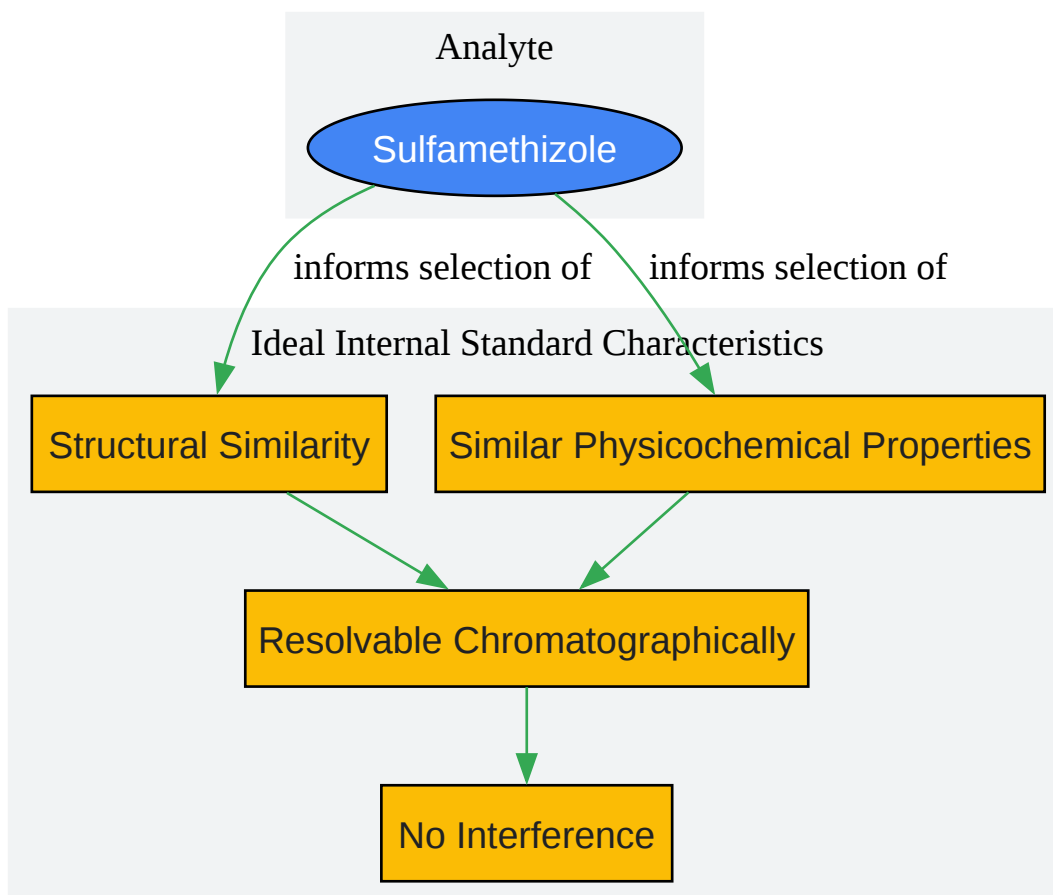 Analyte
Sulfamethizole
informs selection of
informs selection of
Ideal Internal Standard Characteristics
Structural Similarity
Similar Physicochemical Properties
Resolvable Chromatographically
No Interference